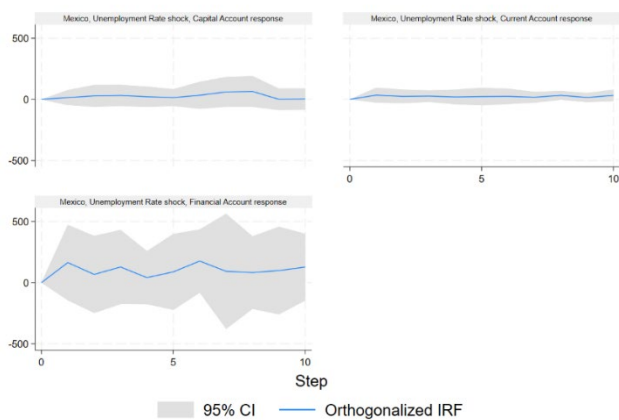 Mexico, Unemployment Rate shock, Capital Account response
Mexico, Unemployment Rate shock, Current Account response
500
0
-500
0
5
10
Mexico, Unemployment Rate shock, Financial Account response
500
0
-500
0
5
10
Step
95% CI
Orthogonalized IRF